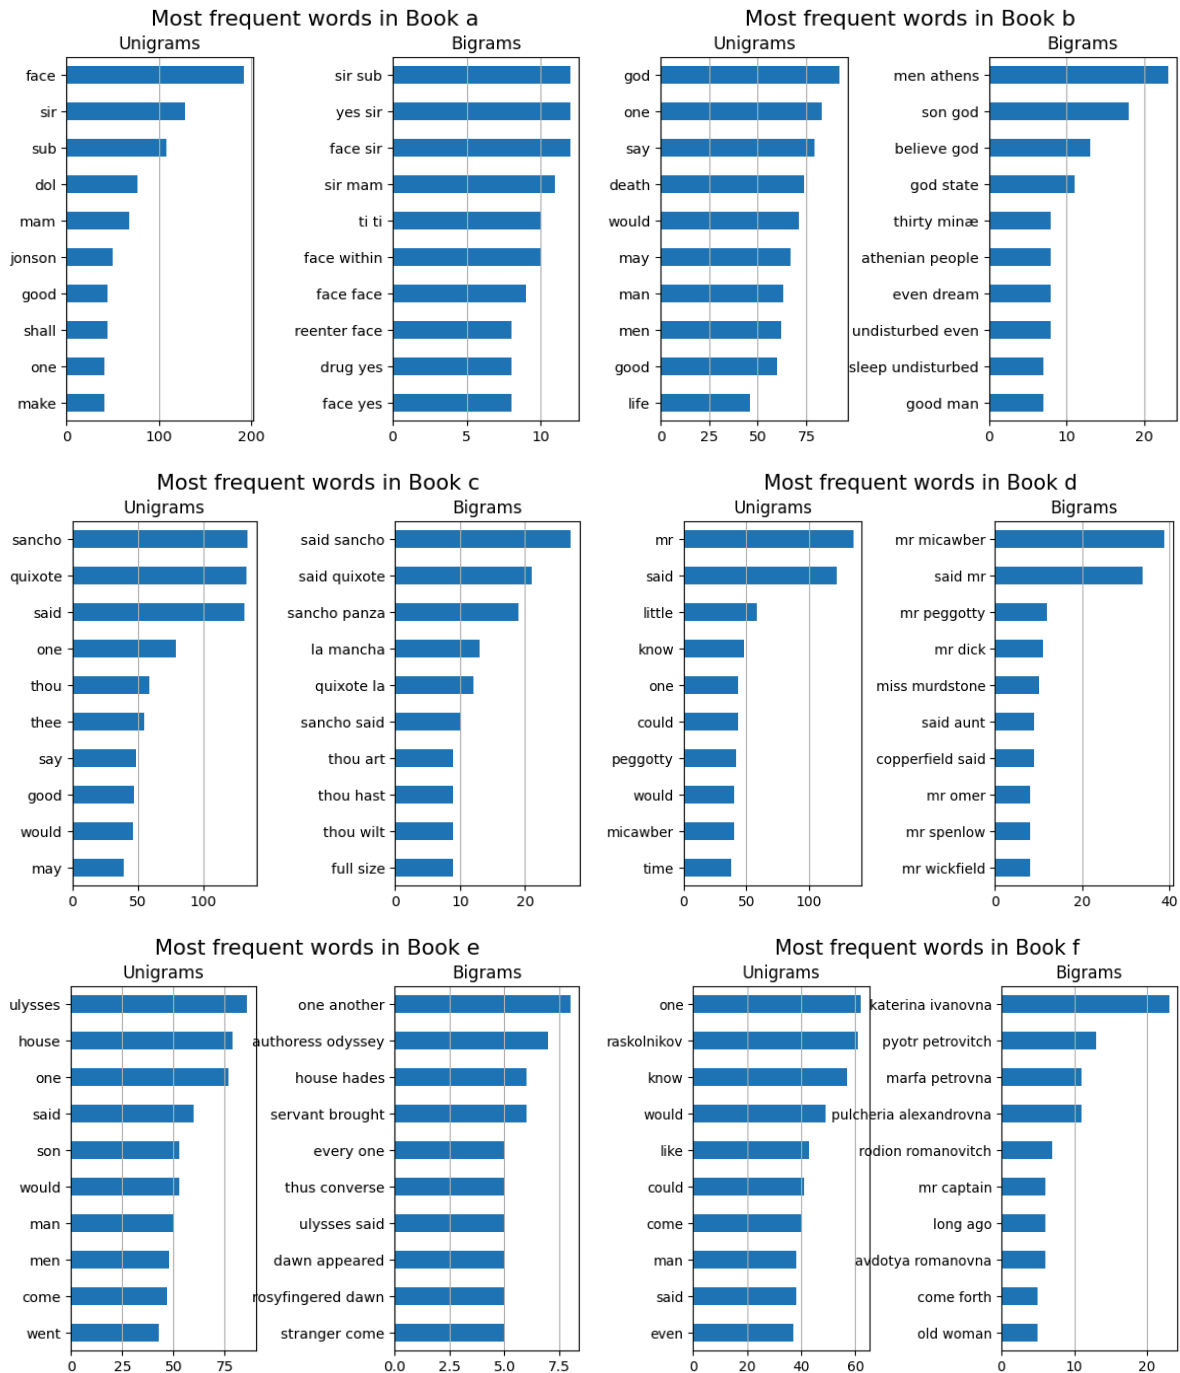 Most frequent words in Book a
Unigrams
face
sir
sub
dol
mam
jonson
good
shall
one
make
0 100 200
Bigrams
sir sub
yes sir
face sir
sir mam
ti ti
face within
face face
reenter face
drug yes
face yes
0 5 10
Most frequent words in Book b
Unigrams
god
one
say
death
would
may
man
men
good
life
0 25 50 75
Bigrams
men athens
son god
believe god
god state
thirty minæ
athenian people
even dream
undisturbed even
sleep undisturbed
good man
0 10 20
Most frequent words in Book c
Unigrams
sancho
quixote
said
one
thou
thee
say
good
would
may
0 50 100
Bigrams
said sancho
said quixote
sancho panza
la mancha
quixote la
sancho said
thou art
thou hast
thou wilt
full size
0 10 20
Most frequent words in Book d
Unigrams
mr
said
little
know
one
could
peggotty
would
micawber
time
0 50 100
Bigrams
mr micawber
said mr
mr peggotty
mr dick
miss murdstone
said aunt
copperfield said
mr omer
mr spenlow
mr wickfield
0 20 40
Most frequent words in Book e
Unigrams
ulysses
house
one
said
son
would
man
men
come
went
0 25 50 75
Bigrams
one another
authoress odyssey
house hades
servant brought
every one
thus converse
ulysses said
dawn appeared
rosyfingered dawn
stranger come
0.0 2.5 5.0 7.5
Most frequent words in Book f
Unigrams
one
raskolnikov
know
would
like
could
come
man
said
even
0 20 40 60
Bigrams
katerina ivanovna
pyotr petrovitch
marfa petrovna
pulcheria alexandrovna
rodion romanovitch
mr captain
long ago
avdotya romanovna
come forth
old woman
0 10 20